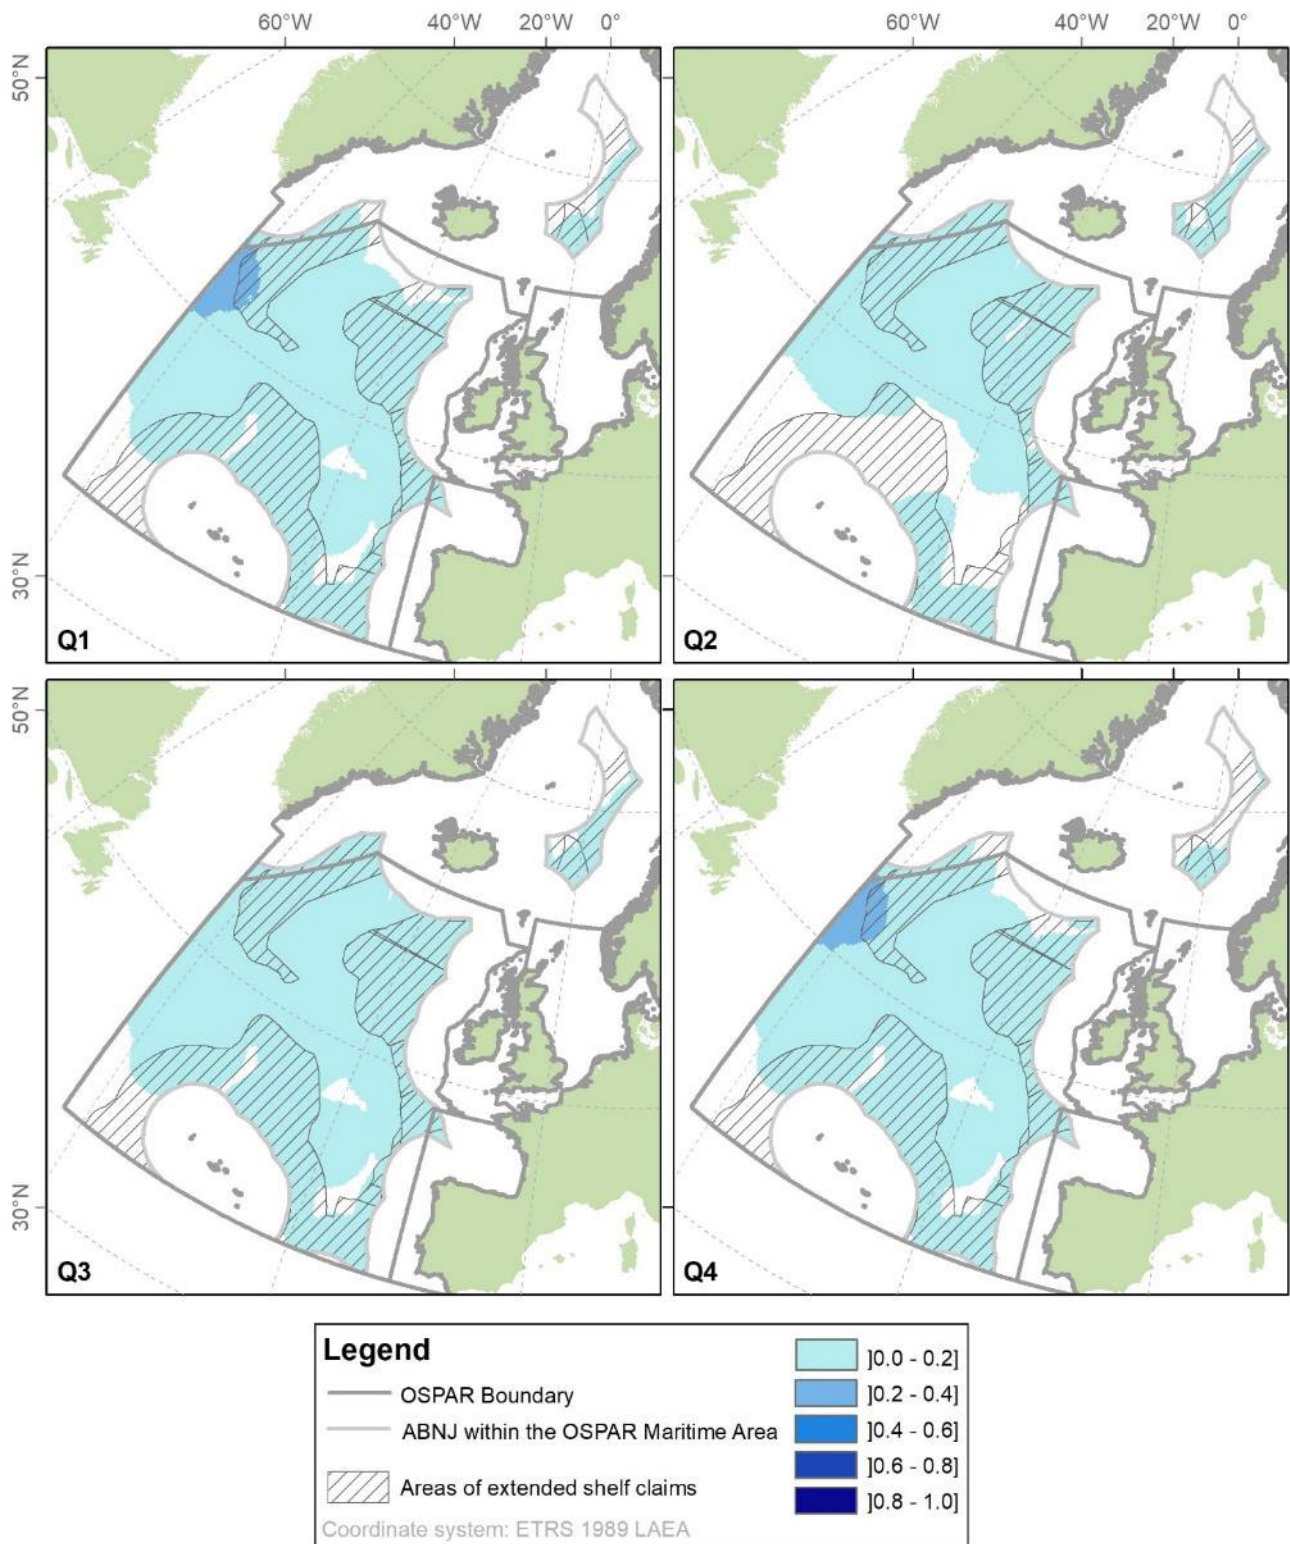 60°W 40°W 20°W 0° 60°W 40°W 20°W 0°
50°N
30°N
Q1 Q2
50°N
30°N
Q3 Q4
Legend
OSPAR Boundary
ABNJ within the OSPAR Maritime Area
Areas of extended shelf claims
Coordinate system: ETRS 1989 LAEA
]0.0 - 0.2]
]0.2 - 0.4]
]0.4 - 0.6]
]0.6 - 0.8]
]0.8 - 1.0]